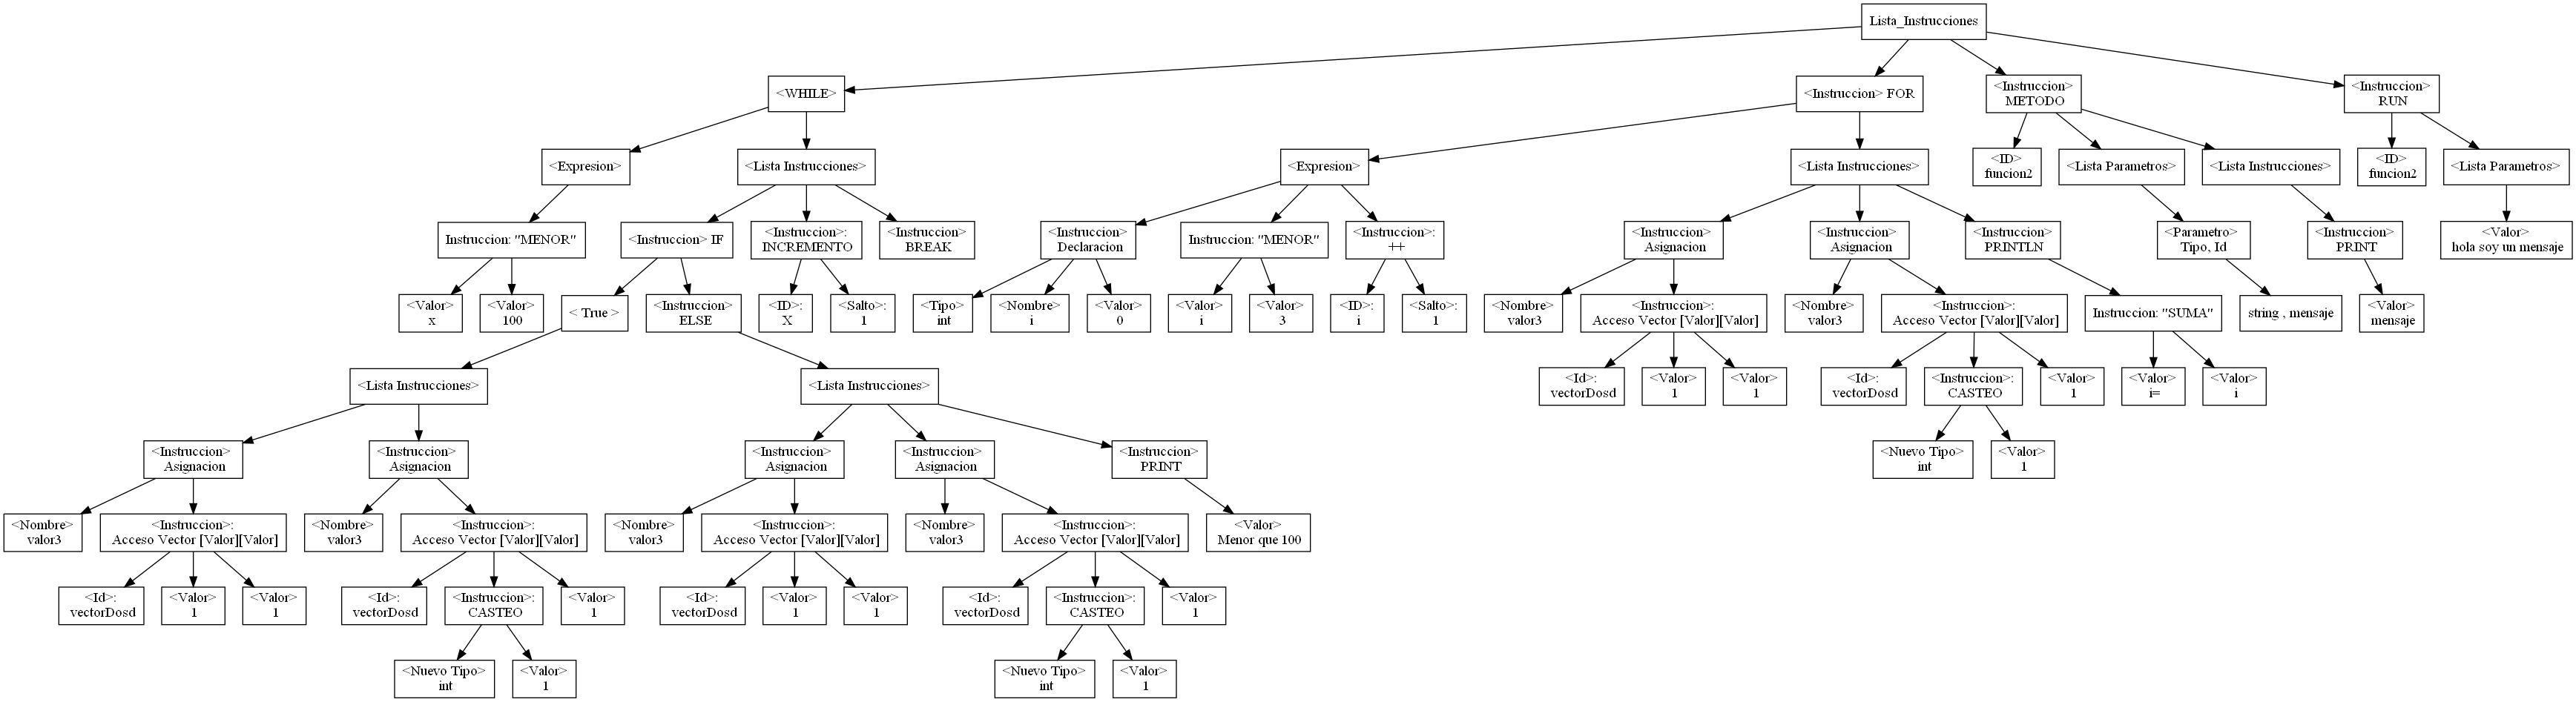 Lista_Instrucciones
<WHILE>
<Instruccion> FOR
<Instruccion>
METODO
<Instruccion>
RUN
<Expresion>
<Lista Instrucciones>
<Expresion>
<Lista Instrucciones>
<ID>
funcion2
<Lista Parametros>
<Lista Instrucciones>
<ID>
funcion2
<Lista Parametros>
Instruccion: "MENOR"
<Instruccion> IF
<Instruccion>:
INCREMENTO
<Instruccion>
BREAK
<Instruccion>
Declaracion
Instruccion: "MENOR"
<Instruccion>:
++
<Instruccion>
Asignacion
<Instruccion>
Asignacion
<Instruccion>
PRINTLN
<Parametro>
Tipo, Id
<Instruccion>
PRINT
<Valor>
hola soy un mensaje
<Valor>
x
<Valor>
100
< True >
<Instruccion>
ELSE
<ID>:
X
<Salto>:
1
<Tipo>
int
<Nombre>
i
<Valor>
0
<Valor>
i
<Valor>
3
<ID>:
i
<Salto>:
1
<Nombre>
valor3
<Instruccion>:
Acceso Vector [Valor][Valor]
<Nombre>
valor3
<Instruccion>:
Acceso Vector [Valor][Valor]
Instruccion: "SUMA"
string , mensaje
<Valor>
mensaje
<Lista Instrucciones>
<Lista Instrucciones>
<Id>:
vectorDosd
<Valor>
1
<Valor>
1
<Id>:
vectorDosd
<Instruccion>:
CASTEO
<Valor>
1
<Valor>
i=
<Valor>
i
<Instruccion>
Asignacion
<Instruccion>
Asignacion
<Instruccion>
Asignacion
<Instruccion>
Asignacion
<Instruccion>
PRINT
<Nuevo Tipo>
int
<Valor>
1
<Nombre>
valor3
<Instruccion>:
Acceso Vector [Valor][Valor]
<Nombre>
valor3
<Instruccion>:
Acceso Vector [Valor][Valor]
<Nombre>
valor3
<Instruccion>:
Acceso Vector [Valor][Valor]
<Nombre>
valor3
<Instruccion>:
Acceso Vector [Valor][Valor]
<Valor>
Menor que 100
<Id>:
vectorDosd
<Valor>
1
<Valor>
1
<Id>:
vectorDosd
<Instruccion>:
CASTEO
<Valor>
1
<Id>:
vectorDosd
<Valor>
1
<Valor>
1
<Id>:
vectorDosd
<Instruccion>:
CASTEO
<Valor>
1
<Nuevo Tipo>
int
<Valor>
1
<Nuevo Tipo>
int
<Valor>
1